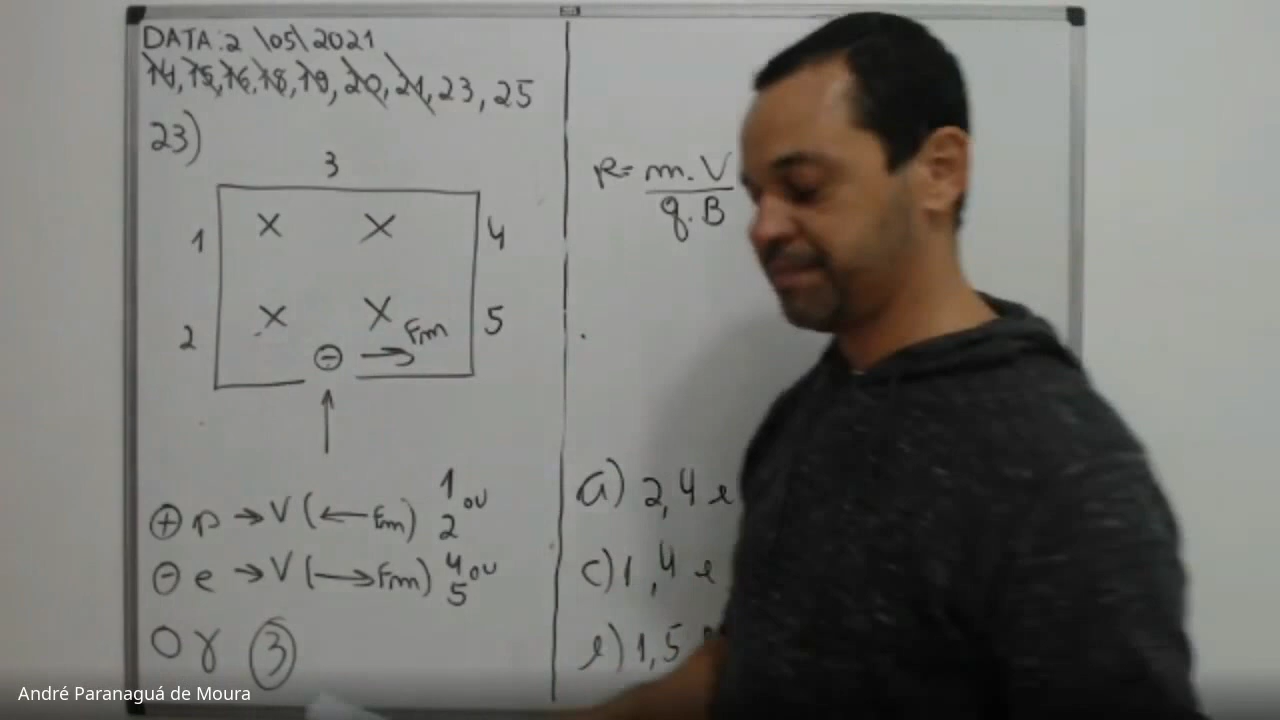 DATA: 2 \05\ 2021
14, 15, 16, 18, 19, 20, 21, 23, 25
23)
3
1 X X 4
2 X X 5
⊖ → Fm
↑
⊕ p → V (← Fm) 1 ou 2
⊖ e → V (→ Fm) 4 ou 5
O γ 3
R = m.V
q.B
a) 2,4 e
c) 1,4 e
e) 1,5
André Paranaguá de Moura